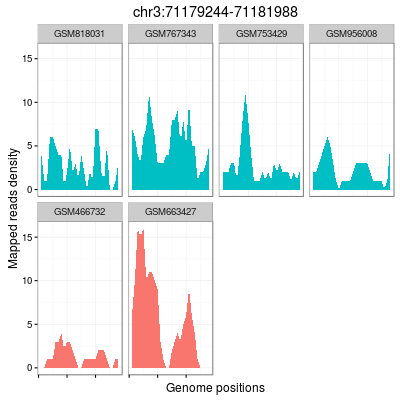 chr3:71179244-71181988
GSM818031 GSM767343 GSM753429 GSM956008
15
10
5
0
GSM466732 GSM663427
15
10
5
0
Mapped reads density
Genome positions